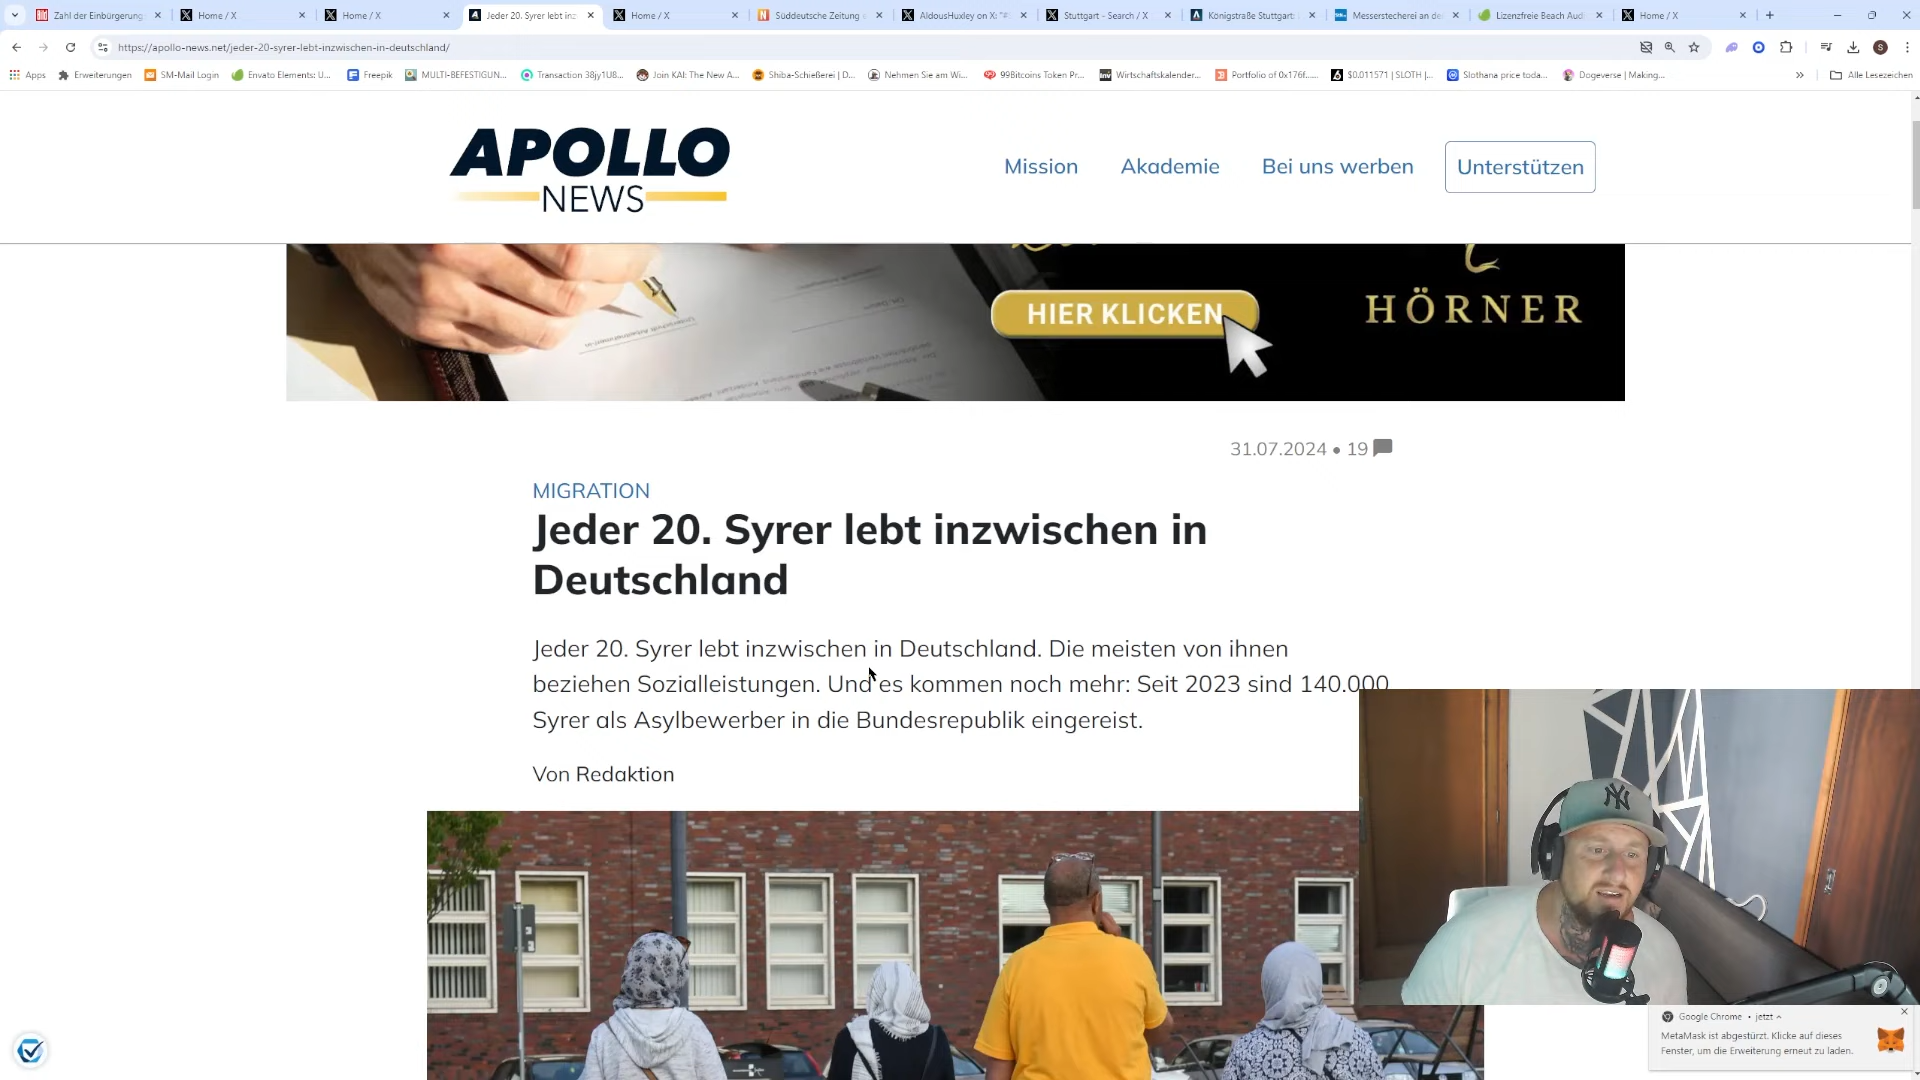 Zahl der Einbürgerung
Home / X
Home / X
Jeder 20. Syrer lebt inz
Home / X
Süddeutsche Zeitung
AldousHuxley on X: "#
Stuttgart - Search / X
Königstraße Stuttgart:
Messerstecherei an de
Lizenzfreie Beach Aud
Home / X
https://apollo-news.net/jeder-20-syrer-lebt-inzwischen-in-deutschland/
Apps
Erweiterungen
SM-Mail Login
Envato Elements: U...
Freepik
MULTI-BEFESTIGUN...
Transaction 38jy1U8...
Join KAI: The New A...
Shiba-Schießerei | D...
Nehmen Sie am Wi...
99Bitcoins Token Pr...
Wirtschaftskalender...
Portfolio of 0x176f...
$0.011571 | SLOTH |...
Slothana price toda...
Dogeverse | Making...
»
Alle Lesezeichen
APOLLO
NEWS
Mission
Akademie
Bei uns werben
Unterstützen
HIER KLICKEN
HÖRNER
31.07.2024 • 19
MIGRATION
Jeder 20. Syrer lebt inzwischen in
Deutschland
Jeder 20. Syrer lebt inzwischen in Deutschland. Die meisten von ihnen
beziehen Sozialleistungen. Und es kommen noch mehr: Seit 2023 sind 140.000
Syrer als Asylbewerber in die Bundesrepublik eingereist.
Von Redaktion
NY
Google Chrome • jetzt
MetaMask ist abgestürzt. Klicke auf dieses
Fenster, um die Erweiterung erneut zu laden.